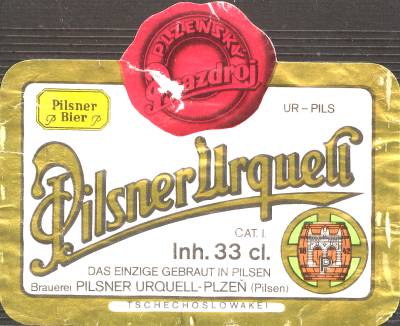 PLZEŇSKÝ
Prazdroj
Pilsner
Bier
UR – PILS
Pilsner Urquell
CAT. I.
Inh. 33 cl.
DAS EINZIGE GEBRAUT IN PILSEN
Brauerei PILSNER URQUELL-PLZEŇ (Pilsen)
TSCHECHOSLOWAKEI